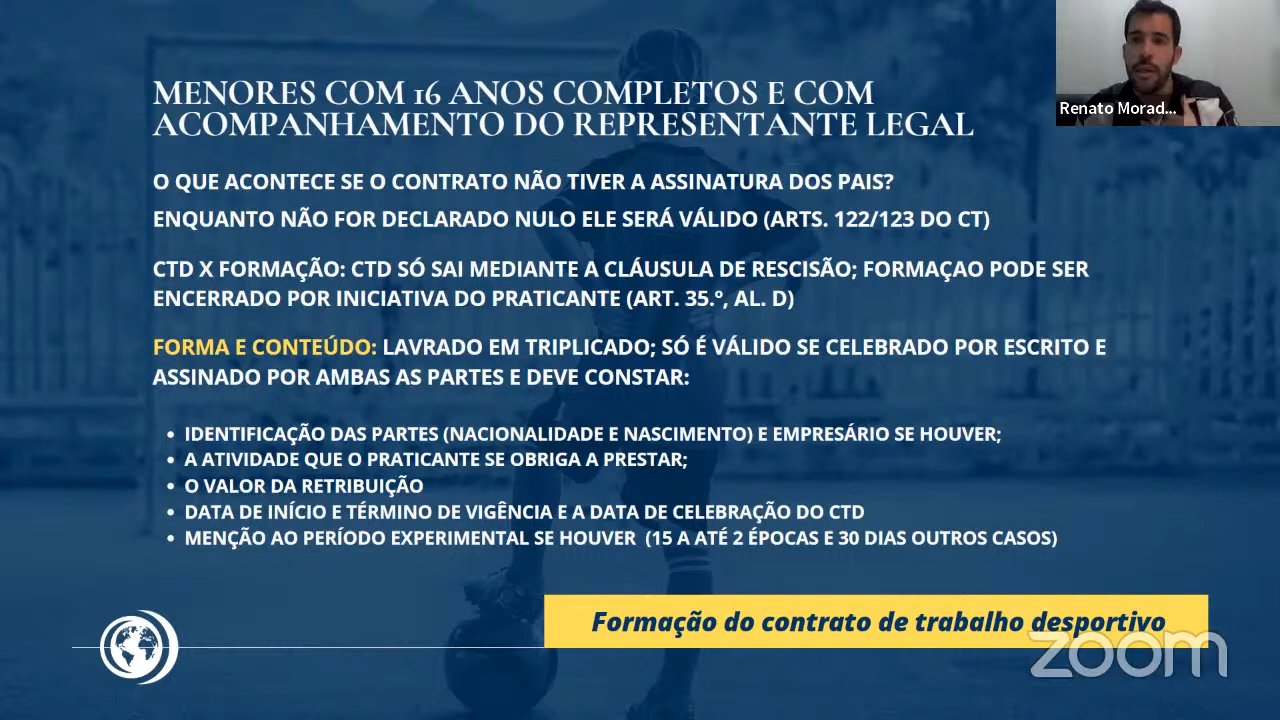 MENORES COM 16 ANOS COMPLETOS E COM
ACOMPANHAMENTO DO REPRESENTANTE LEGAL
Renato Morad...
O QUE ACONTECE SE O CONTRATO NÃO TIVER A ASSINATURA DOS PAIS?
ENQUANTO NÃO FOR DECLARADO NULO ELE SERÁ VÁLIDO (ARTS. 122/123 DO CT)
CTD X FORMAÇÃO: CTD SÓ SAI MEDIANTE A CLÁUSULA DE RESCISÃO; FORMAÇAO PODE SER
ENCERRADO POR INICIATIVA DO PRATICANTE (ART. 35.º, AL. D)
FORMA E CONTEÚDO: LAVRADO EM TRIPLICADO; SÓ É VÁLIDO SE CELEBRADO POR ESCRITO E
ASSINADO POR AMBAS AS PARTES E DEVE CONSTAR:
• IDENTIFICAÇÃO DAS PARTES (NACIONALIDADE E NASCIMENTO) E EMPRESÁRIO SE HOUVER;
• A ATIVIDADE QUE O PRATICANTE SE OBRIGA A PRESTAR;
• O VALOR DA RETRIBUIÇÃO
• DATA DE INÍCIO E TÉRMINO DE VIGÊNCIA E A DATA DE CELEBRAÇÃO DO CTD
• MENÇÃO AO PERÍODO EXPERIMENTAL SE HOUVER (15 A ATÉ 2 ÉPOCAS E 30 DIAS OUTROS CASOS)
Formação do contrato de trabalho desportivo
zoom